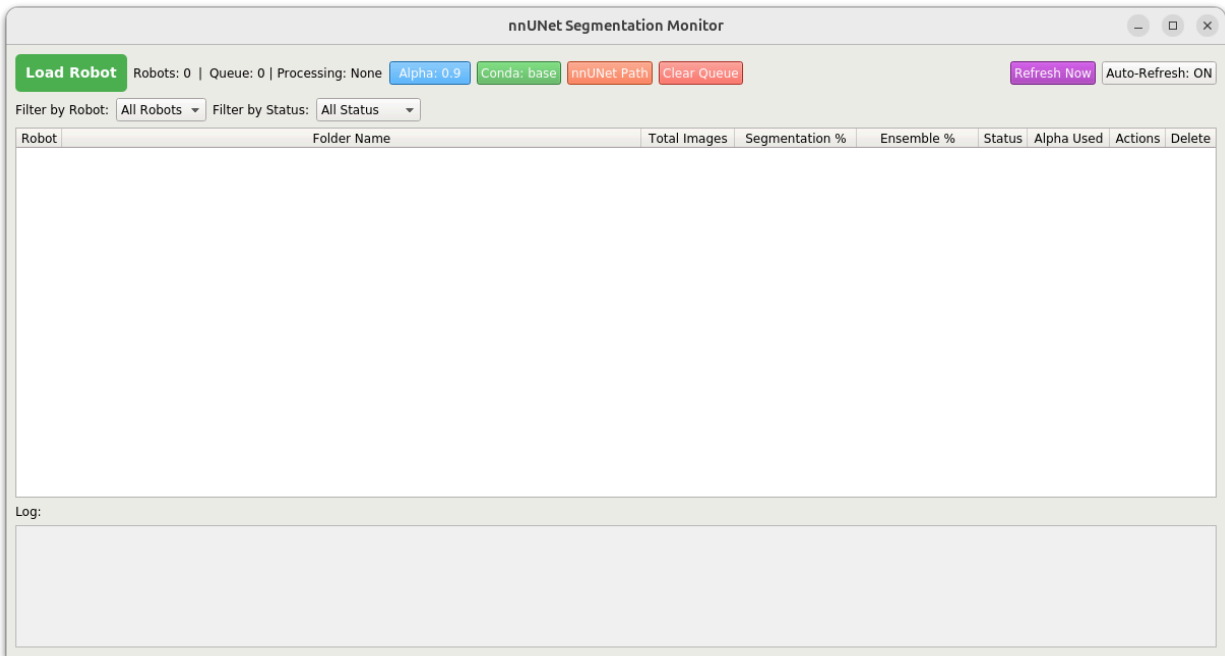 nnUNet Segmentation Monitor
Load Robot Robots: 0 | Queue: 0 | Processing: None Alpha: 0.9 Conda: base nnUNet Path Clear Queue Refresh Now Auto-Refresh: ON
Filter by Robot: All Robots Filter by Status: All Status
Robot Folder Name Total Images Segmentation % Ensemble % Status Alpha Used Actions Delete
Log: